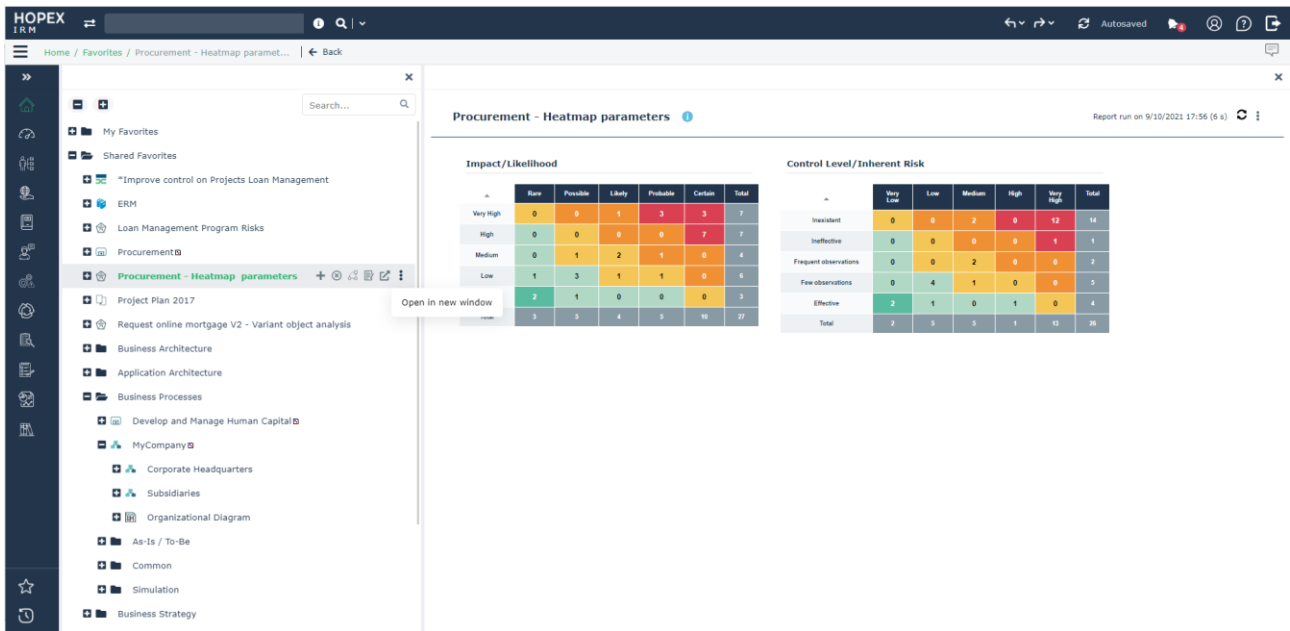 HOPEX
IRM
Autosaved
4
Home / Favorites / Procurement - Heatmap paramet... Back
Search...
My Favorites
Shared Favorites
"Improve control on Projects Loan Management
ERM
Loan Management Program Risks
Procurement
Procurement - Heatmap parameters
Project Plan 2017
Request online mortgage V2 - Variant object analysis
Business Architecture
Application Architecture
Business Processes
Develop and Manage Human Capital
MyCompany
Corporate Headquarters
Subsidiaries
Organizational Diagram
As-Is / To-Be
Common
Simulation
Business Strategy
Open in new window
Procurement - Heatmap parameters
Report run on 9/10/2021 17:56 (6 s)
Impact/Likelihood
Rare Possible Likely Probable Certain Total
Very High 0 0 1 3 3 7
High 0 0 0 0 7 7
Medium 0 1 2 1 0 4
Low 1 3 1 1 0 6
2 1 0 0 0 3
Total 3 5 4 5 10 27
Control Level/Inherent Risk
Very Low Low Medium High Very High Total
Inexistent 0 0 2 0 12 14
Ineffective 0 0 0 0 1 1
Frequent observations 0 0 2 0 0 2
Few observations 0 4 1 0 0 5
Effective 2 1 0 1 0 4
Total 2 5 5 1 13 26